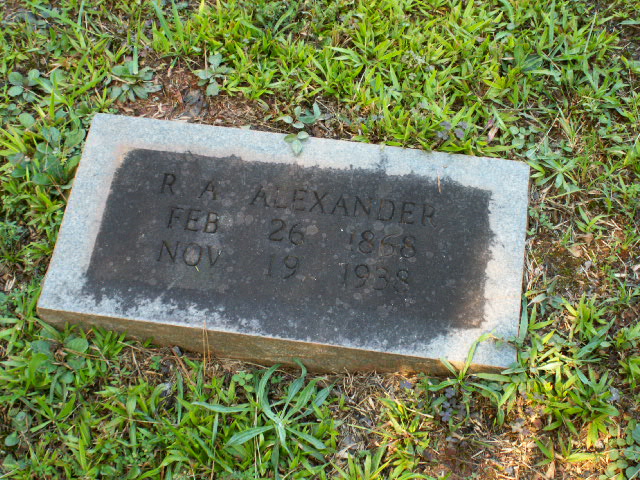 R A ALEXANDER
FEB 26 1868
NOV 19 1938